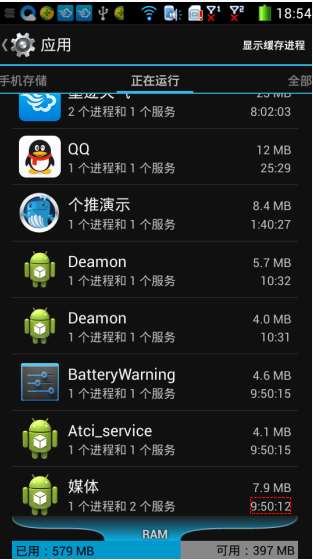 18:54
应用
显示缓存进程
手机存储
正在运行
全部
墨迹天气
23 MB
2 个进程和 1 个服务
8:02:03
QQ
12 MB
1 个进程和 1 个服务
25:29
个推演示
8.4 MB
1 个进程和 1 个服务
1:40:27
Deamon
5.7 MB
1 个进程和 1 个服务
10:32
Deamon
4.0 MB
1 个进程和 1 个服务
10:31
BatteryWarning
4.6 MB
1 个进程和 1 个服务
9:50:15
Atci_service
4.1 MB
1 个进程和 1 个服务
9:50:15
媒体
7.9 MB
1 个进程和 2 个服务
9:50:12
RAM
已用：579 MB
可用：397 MB